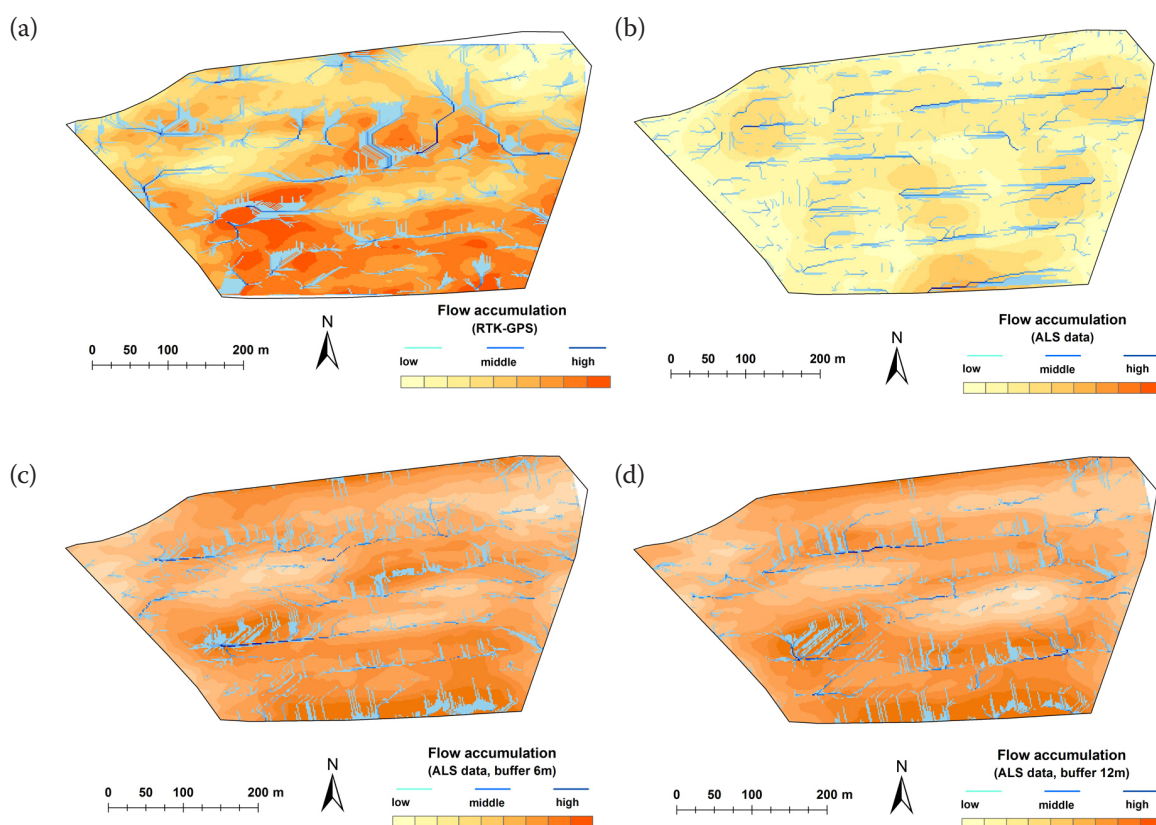 (a)
N
Flow accumulation
(RTK-GPS)
0 50 100 200 m
low middle high
(b)
N
Flow accumulation
(ALS data)
0 50 100 200 m
low middle high
(c)
N
Flow accumulation
(ALS data, buffer 6m)
0 50 100 200 m
low middle high
(d)
N
Flow accumulation
(ALS data, buffer 12m)
0 50 100 200 m
low middle high